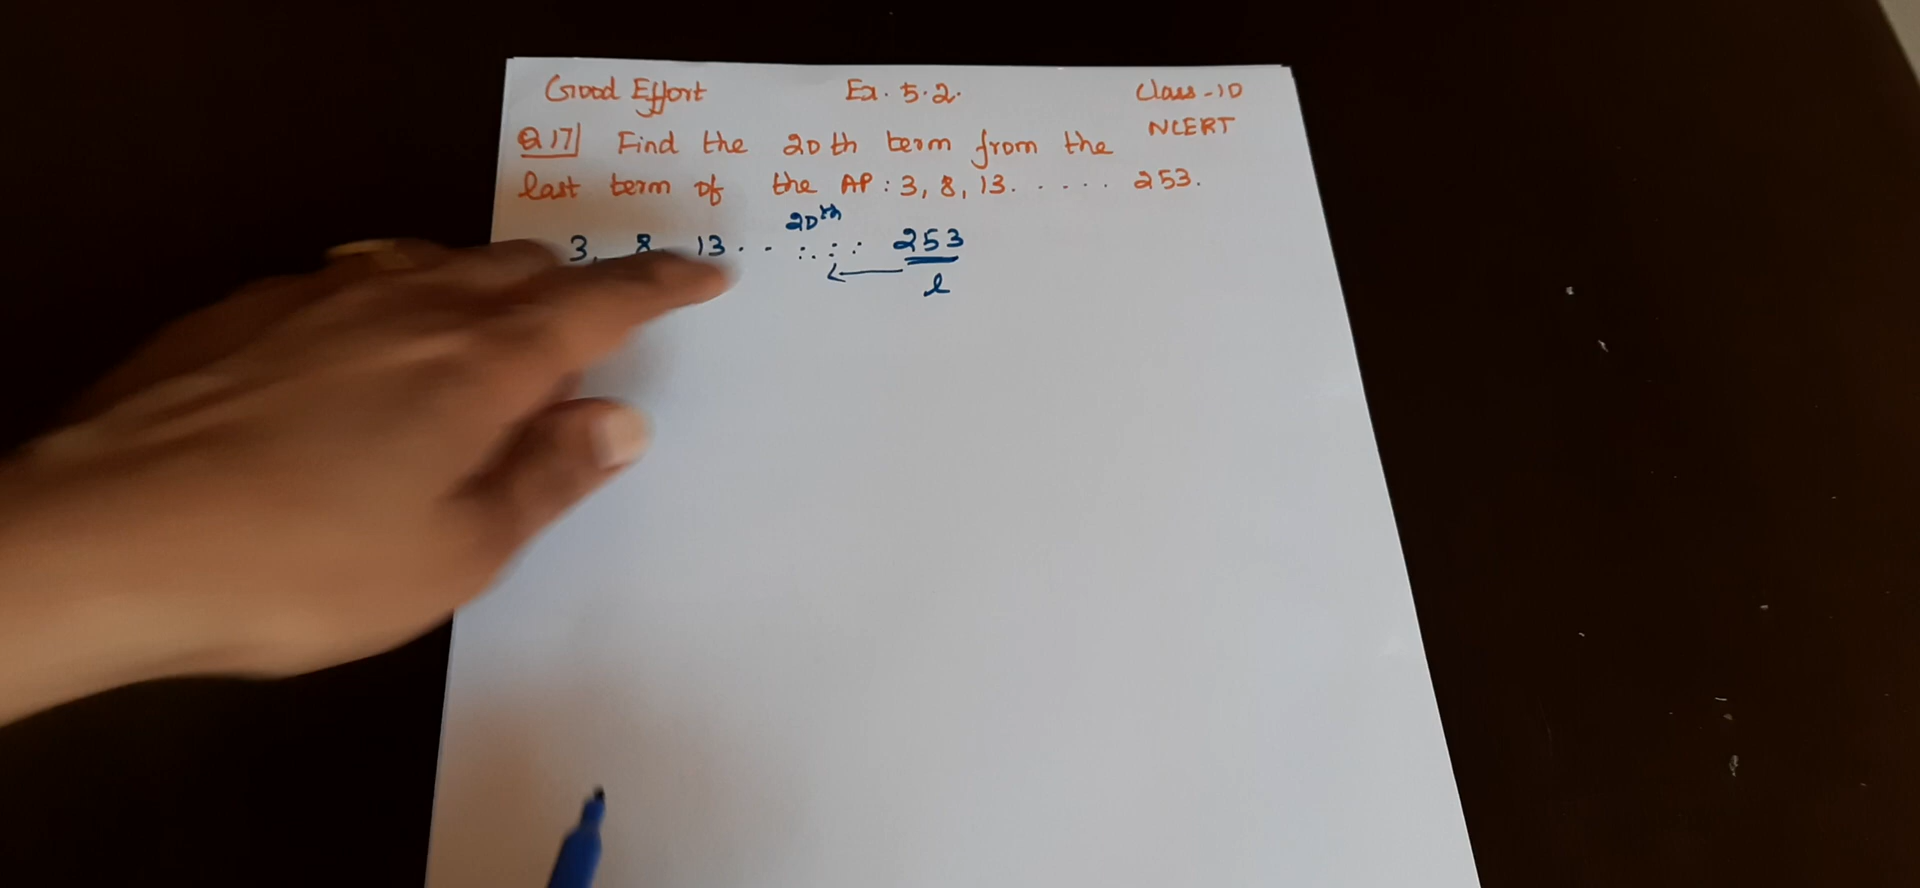 Good Effort Ex. 5.2. Class-10
NCERT
Q17 Find the 20th term from the
last term of the AP: 3, 8, 13. . . . . . 253.
20th
3, 8, 13. . . . . . . . 253
l